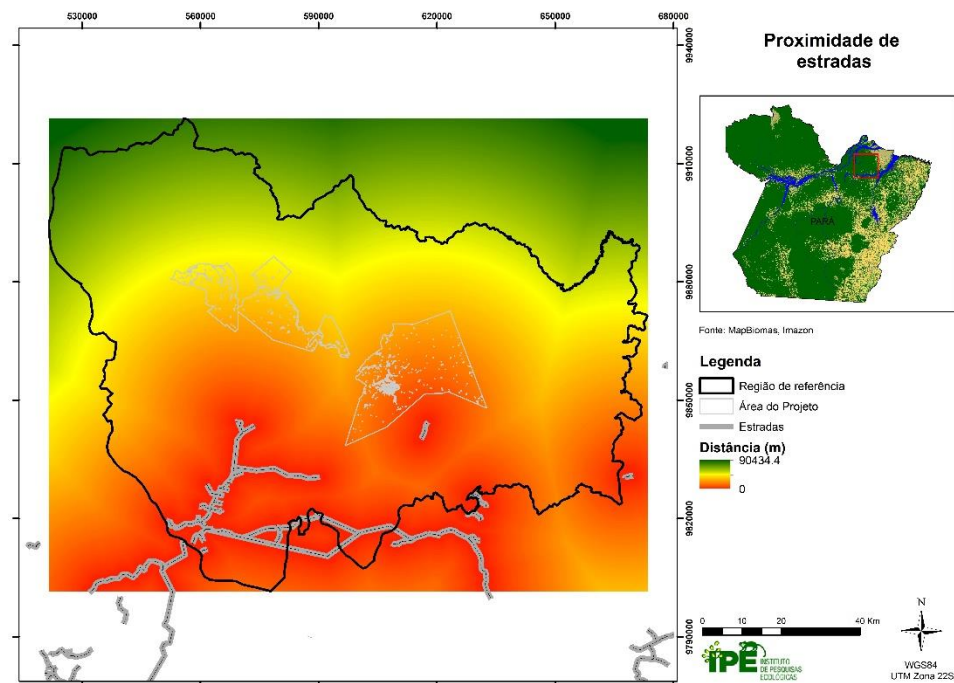 530000 560000 590000 620000 650000 680000
Proximidade de
estradas
9940000
9910000
9880000
9850000
9820000
9790000
PARÁ
Fonte: MapBiomas, Imazon
Legenda
Região de referência
Área do Projeto
Estradas
Distância (m)
90434.4
0
0 20 40 Km
IPÊ INSTITUTO
DE PESQUISAS
ECOLÓGICAS
N
WGS84
UTM Zona 22S